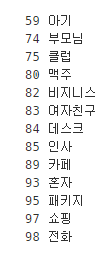 59 아기
74 부모님
75 클럽
80 맥주
82 비지니스
83 여자친구
84 데스크
85 인사
89 카페
93 혼자
95 패키지
97 쇼핑
98 전화